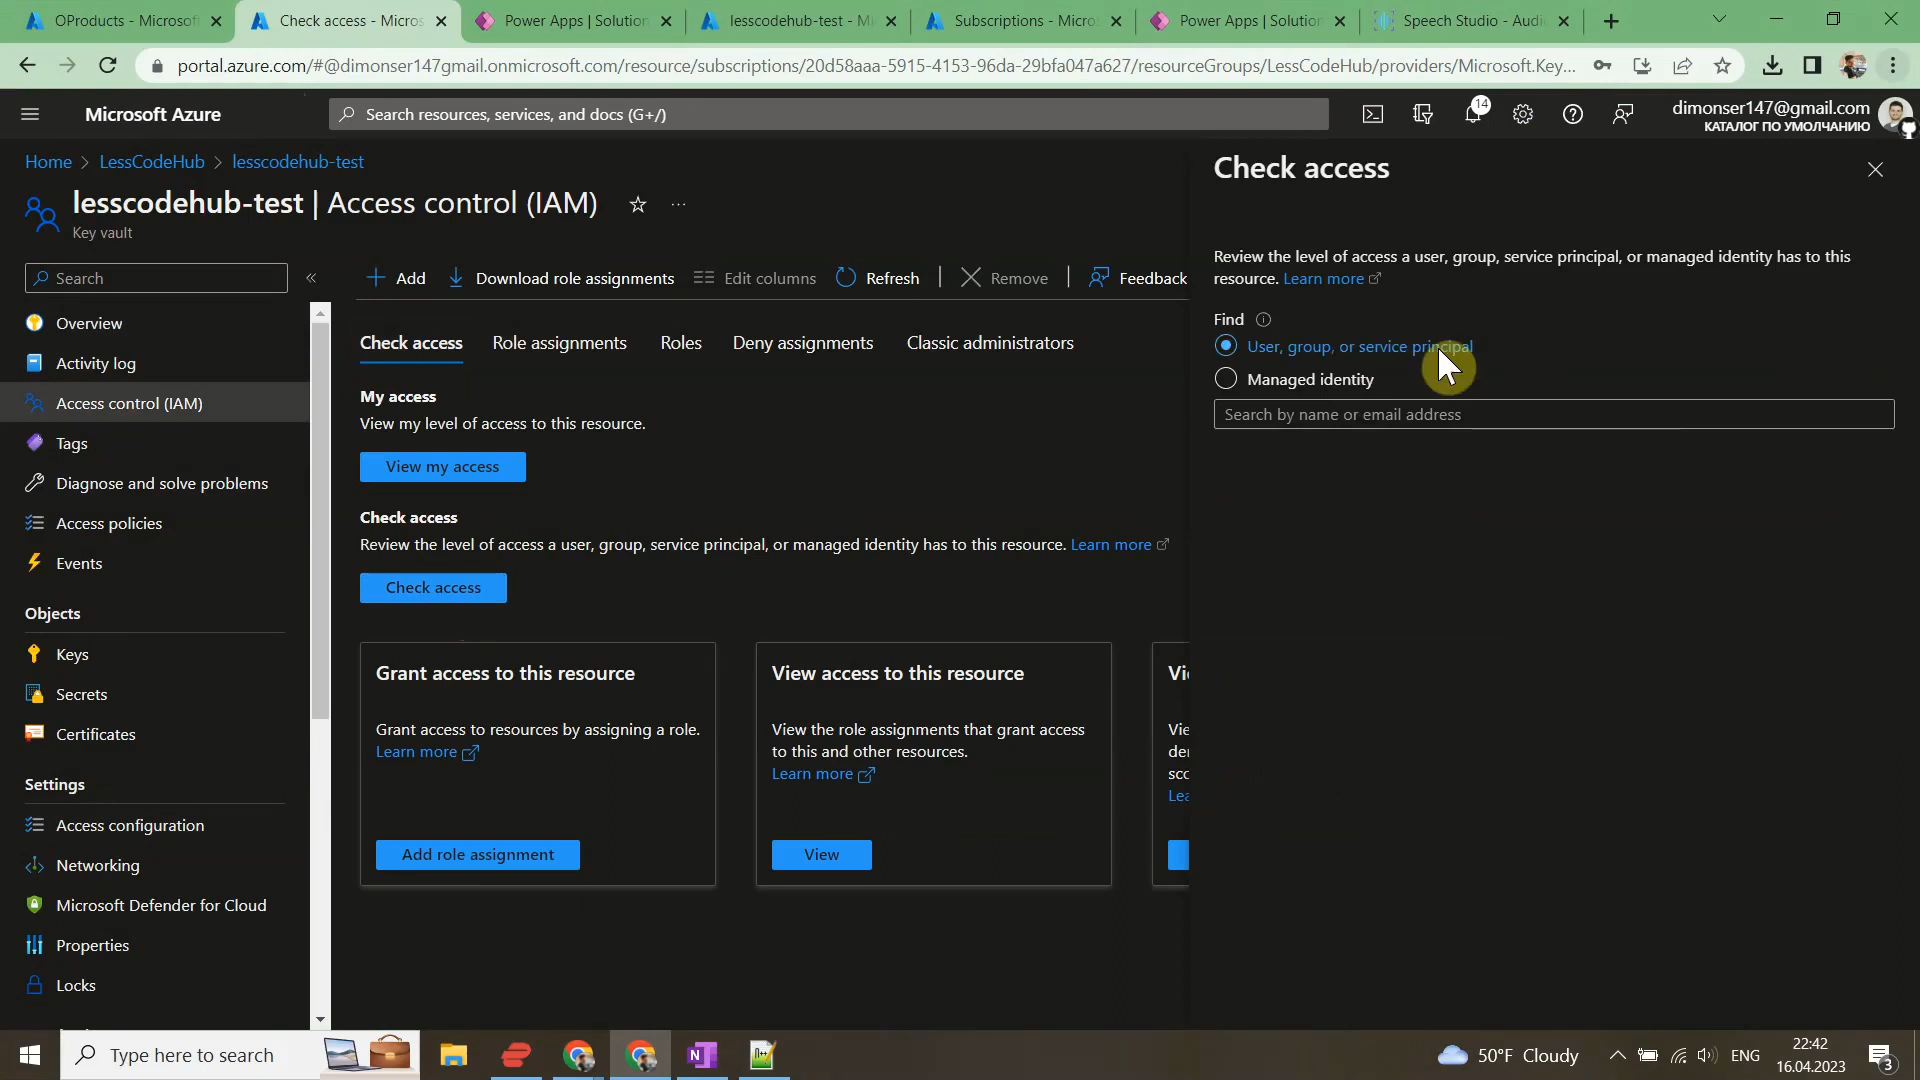 OProducts - Microsof
Check access - Micros
Power Apps | Solution
lesscodehub-test - Mi
Subscriptions - Micro
Power Apps | Solution
Speech Studio - Audi
portal.azure.com/#@dimonser147gmail.onmicrosoft.com/resource/subscriptions/20d58aaa-5915-4153-96da-29bfa047a627/resourceGroups/LessCodeHub/providers/Microsoft.Key...
Microsoft Azure
Search resources, services, and docs (G+/)
14
dimonser147@gmail.com
КАТАЛОГ ПО УМОЛЧАНИЮ
Home > LessCodeHub > lesscodehub-test
lesscodehub-test | Access control (IAM)
Key vault
Search
Overview
Activity log
Access control (IAM)
Tags
Diagnose and solve problems
Access policies
Events
Objects
Keys
Secrets
Certificates
Settings
Access configuration
Networking
Microsoft Defender for Cloud
Properties
Locks
Add
Download role assignments
Edit columns
Refresh
Remove
Feedback
Check access
Role assignments
Roles
Deny assignments
Classic administrators
My access
View my level of access to this resource.
View my access
Check access
Review the level of access a user, group, service principal, or managed identity has to this resource. Learn more
Check access
Grant access to this resource
Grant access to resources by assigning a role.
Learn more
Add role assignment
View access to this resource
View the role assignments that grant access
to this and other resources.
Learn more
View
Vi
Vie
der
sco
Lea
Check access
Review the level of access a user, group, service principal, or managed identity has to this
resource. Learn more
Find
User, group, or service principal
Managed identity
Search by name or email address
Type here to search
50°F Cloudy
ENG
22:42
16.04.2023
3